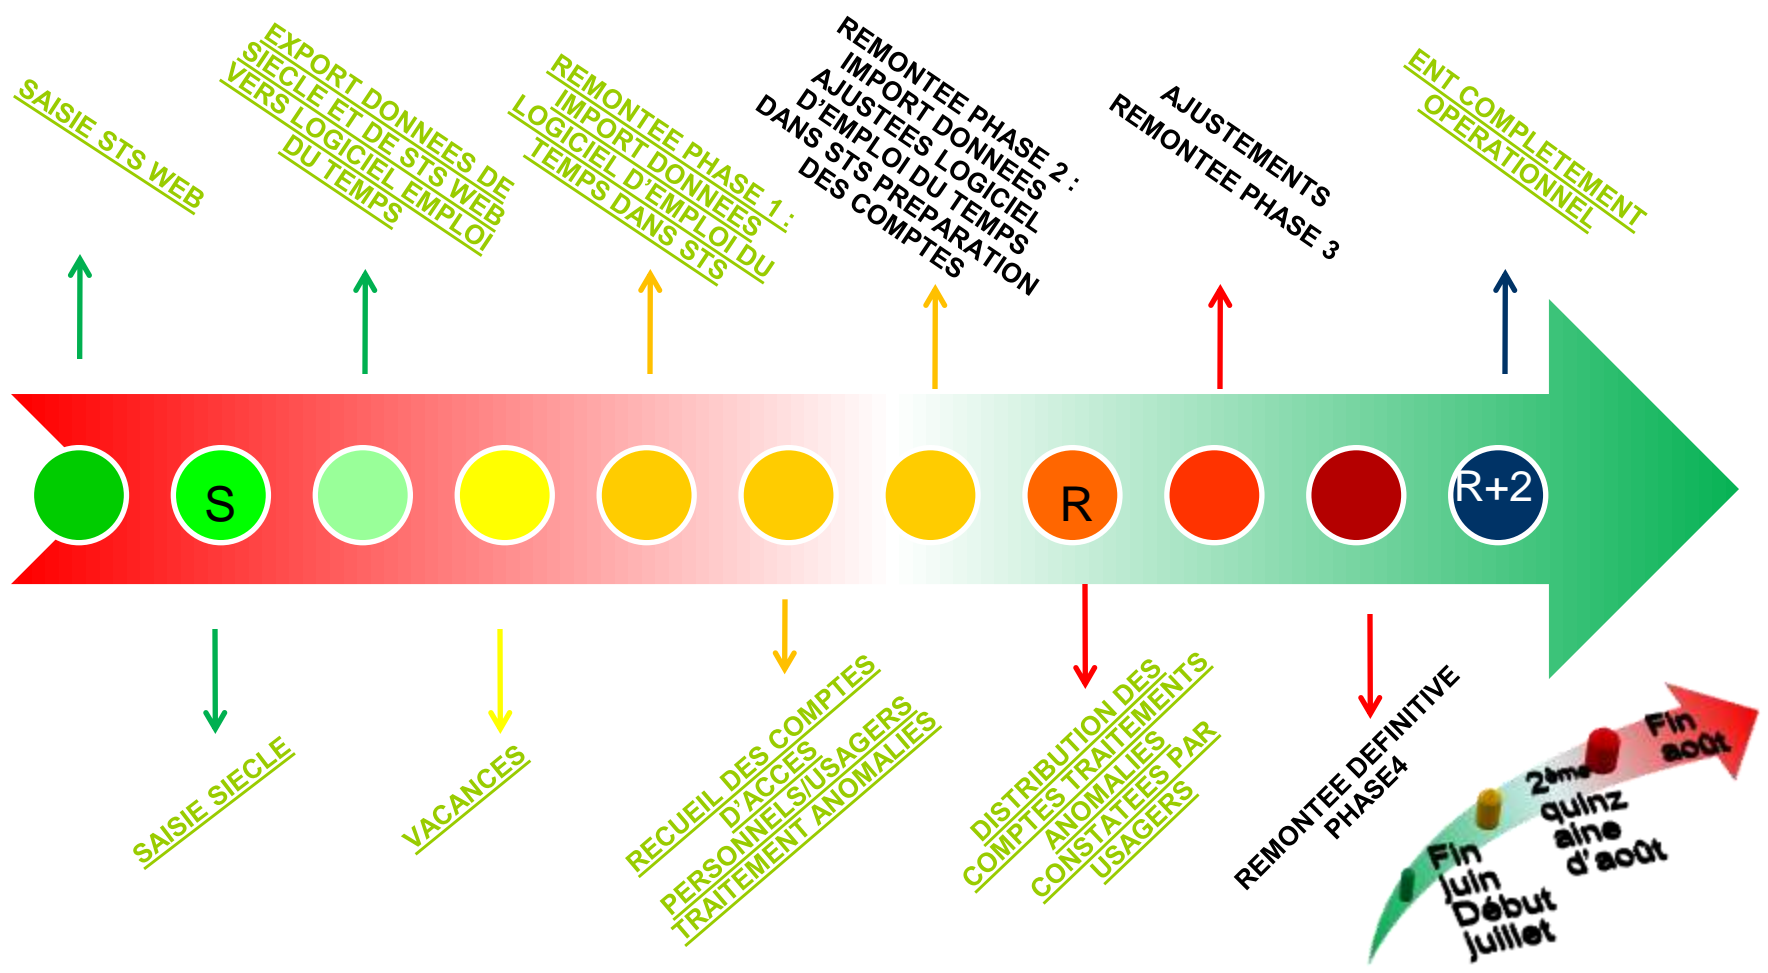 SAISIE STS WEB
EXPORT DONNEES DE
SIECLE ET DE STS WEB
VERS LOGICIEL EMPLOI
DU TEMPS
REMONTEE PHASE 1 :
IMPORT DONNEES
LOGICIEL D'EMPLOI DU
TEMPS DANS STS
REMONTEE PHASE 2 :
IMPORT DONNEES
AJUSTEES LOGICIEL
D'EMPLOI DU TEMPS
DANS STS PREPARATION
DES COMPTES
AJUSTEMENTS
REMONTEE PHASE 3
ENT COMPLETEMENT
OPERATIONNEL
S
R
R+2
SAISIE SIECLE
VACANCES
RECUEIL DES COMPTES
D'ACCES
PERSONNELS/USAGERS
TRAITEMENT ANOMALIES
DISTRIBUTION DES
COMPTES TRAITEMENTS
ANOMALIES
CONSTATEES PAR
USAGERS
REMONTEE DEFINITIVE
PHASE4
Fin
juin
Début
juillet
2ème
quinz
aine
d'août
Fin
août